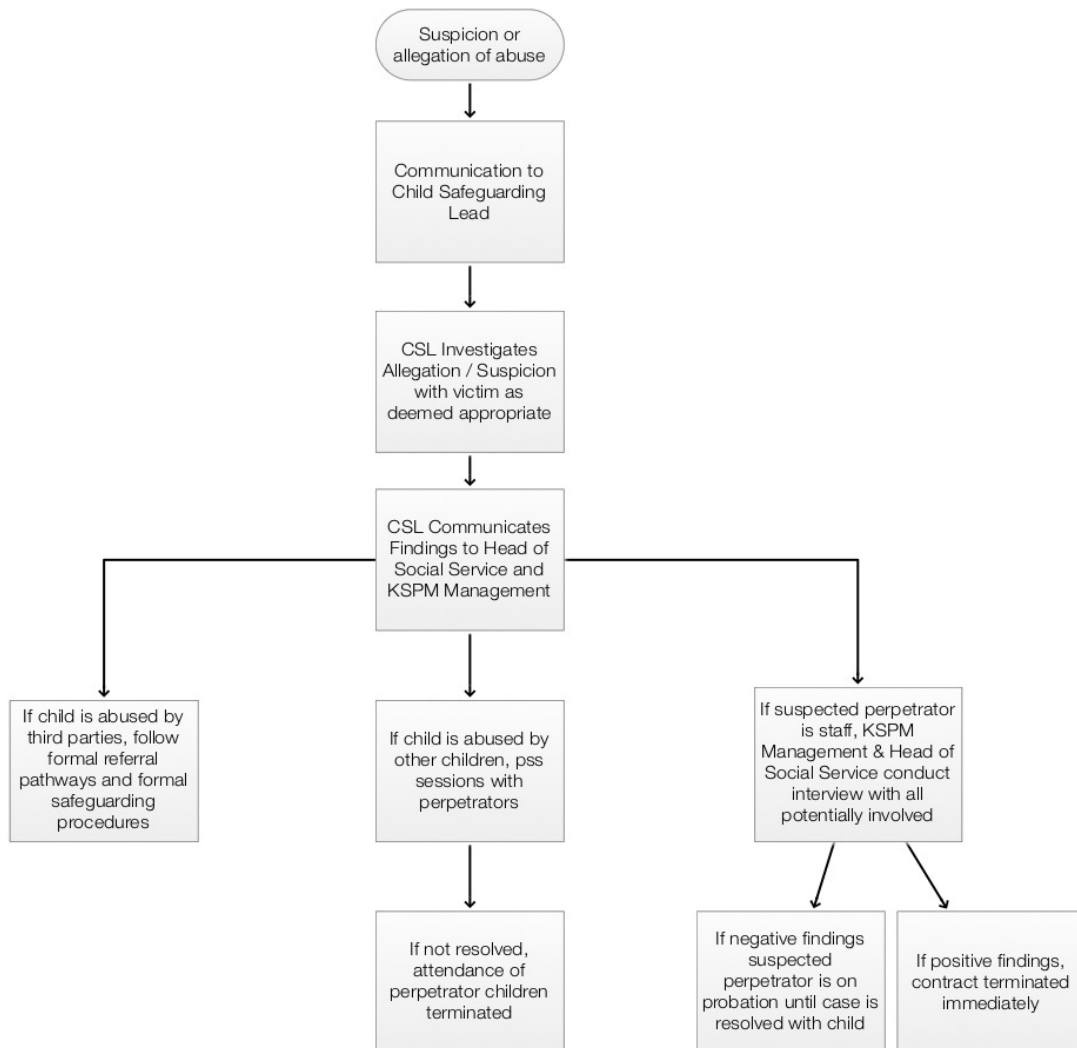 Suspicion or
allegation of abuse
Communication to
Child Safeguarding
Lead
CSL Investigates
Allegation / Suspicion
with victim as
deemed appropriate
CSL Communicates
Findings to Head of
Social Service and
KSPM Management
If child is abused by
third parties, follow
formal referral
pathways and formal
safeguarding
procedures
If child is abused by
other children, pss
sessions with
perpetrators
If suspected perpetrator
is staff, KSPM
Management & Head of
Social Service conduct
interview with all
potentially involved
If not resolved,
attendance of
perpetrator children
terminated
If negative findings
suspected
perpetrator is on
probation until case is
resolved with child
If positive findings,
contract terminated
immediately